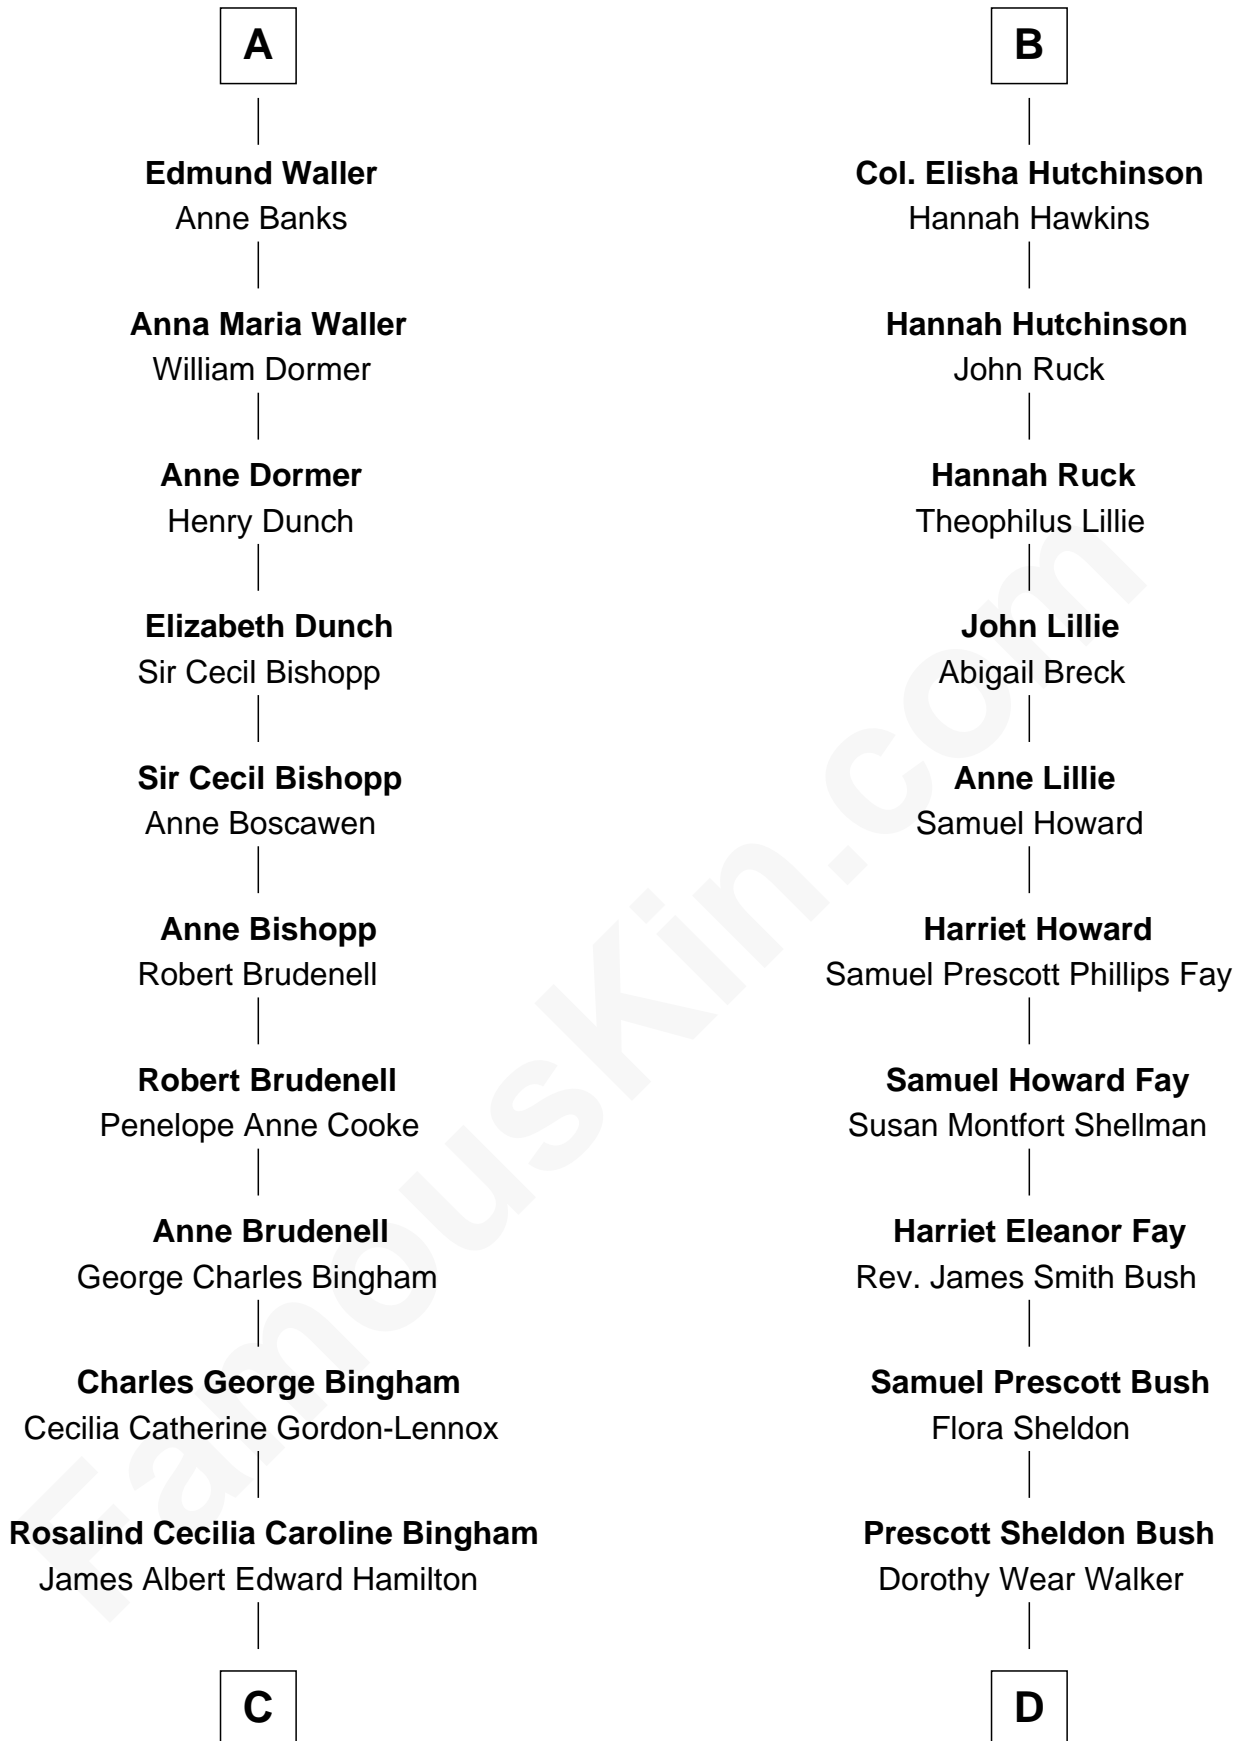 A
Edmund Waller
Anne Banks
Anna Maria Waller
William Dormer
Anne Dormer
Henry Dunch
Elizabeth Dunch
Sir Cecil Bishopp
Sir Cecil Bishopp
Anne Boscawen
Anne Bishopp
Robert Brudenell
Robert Brudenell
Penelope Anne Cooke
Anne Brudenell
George Charles Bingham
Charles George Bingham
Cecilia Catherine Gordon-Lennox
Rosalind Cecilia Caroline Bingham
James Albert Edward Hamilton
C
B
Col. Elisha Hutchinson
Hannah Hawkins
Hannah Hutchinson
John Ruck
Hannah Ruck
Theophilus Lillie
John Lillie
Abigail Breck
Anne Lillie
Samuel Howard
Harriet Howard
Samuel Prescott Phillips Fay
Samuel Howard Fay
Susan Montfort Shellman
Harriet Eleanor Fay
Rev. James Smith Bush
Samuel Prescott Bush
Flora Sheldon
Prescott Sheldon Bush
Dorothy Wear Walker
D
FamousKin.com